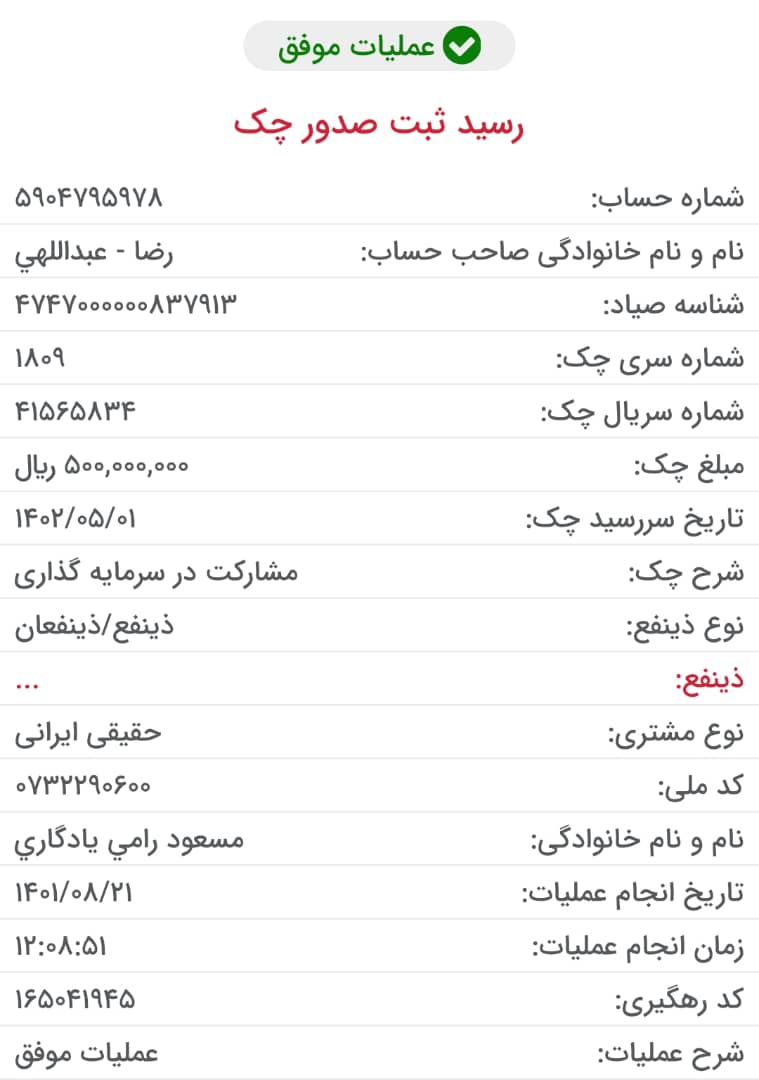 عملیات موفق
رسید ثبت صدور چک
شماره حساب: ۵۹۰۴۷۹۵۹۷۸
نام و نام خانوادگی صاحب حساب: رضا - عبداللهي
شناسه صیاد: ۴۷۴۷۰۰۰۰۰۰۸۳۷۹۱۳
شماره سری چک: ۱۸۰۹
شماره سریال چک: ۴۱۵۶۵۸۳۴
مبلغ چک: ۵۰۰,۰۰۰,۰۰۰ ریال
تاریخ سررسید چک: ۱۴۰۲/۰۵/۰۱
شرح چک: مشارکت در سرمایه گذاری
نوع ذینفع: ذینفع/ذینفعان
ذینفع: ...
نوع مشتری: حقیقی ایرانی
کد ملی: ۰۷۳۲۲۹۰۶۰۰
نام و نام خانوادگی: مسعود رامي يادگاري
تاریخ انجام عملیات: ۱۴۰۱/۰۸/۲۱
زمان انجام عملیات: ۱۲:۰۸:۵۱
کد رهگیری: ۱۶۵۰۴۱۹۴۵
شرح عملیات: عملیات موفق